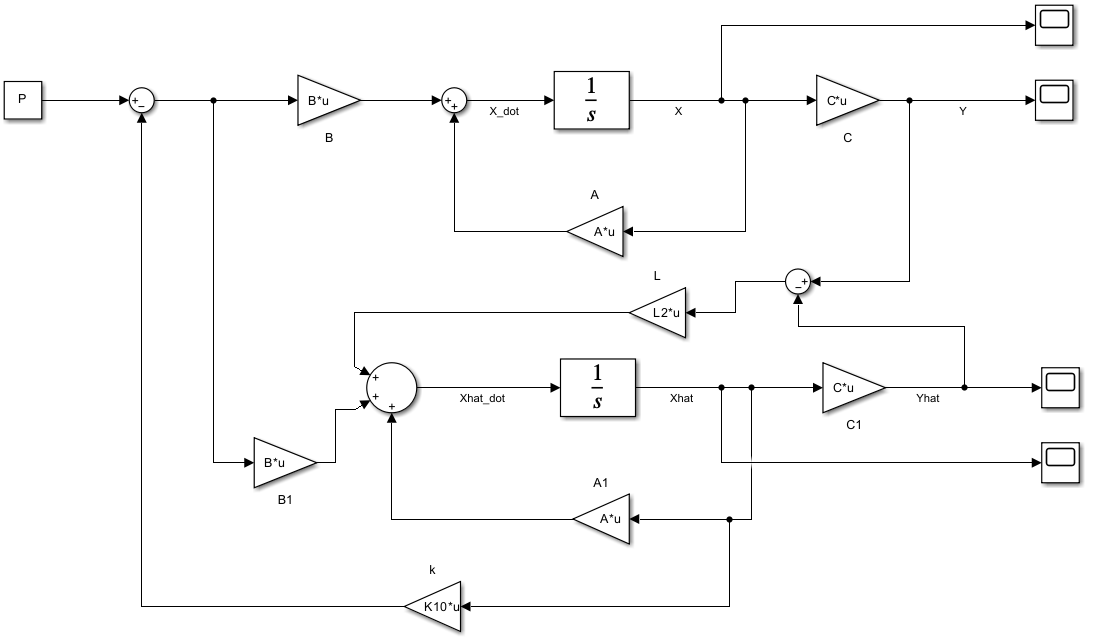 P
+
−
B*u
B
+
+
X_dot
1
s
X
C*u
C
Y
A
A*u
L
L2*u
−
+
+
+
+
Xhat_dot
1
s
Xhat
C*u
C1
Yhat
B*u
B1
A1
A*u
k
K10*u